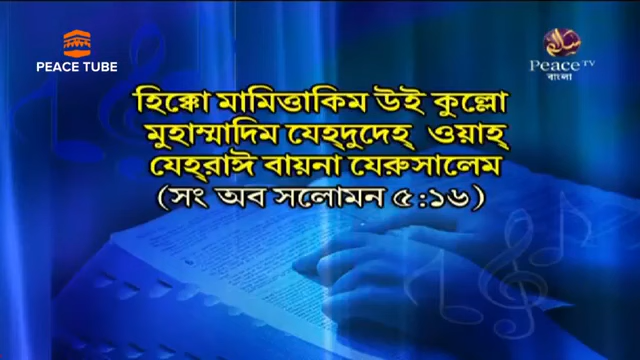 PEACE TUBE
Peace TV
বাংলা
হিক্কো মামিত্তাকিম উই কুল্লো
মুহাম্মাদিম যেহ্দুদেহ্ ওয়াহ্
যেহ্রাঈ বায়না যেরুসালেম
(সং অব সলোমন ৫:১৬)